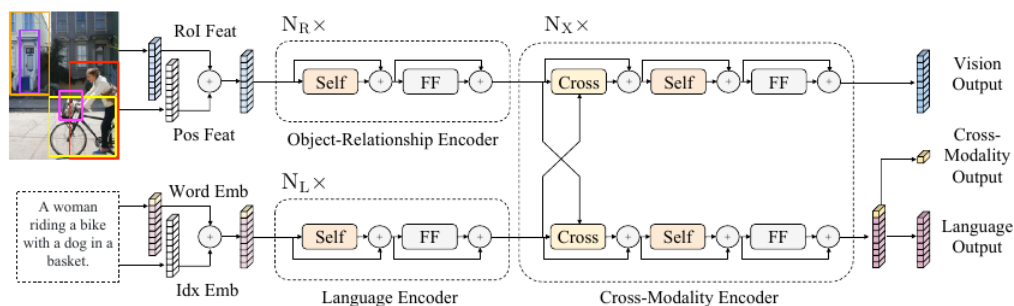 RoI Feat
Pos Feat
N_R×
Self
+
FF
+
Object-Relationship Encoder
N_X×
Cross
+
Self
+
FF
+
Vision
Output
Cross-
Modality
Output
A woman
riding a bike
with a dog in a
basket.
Word Emb
+
Idx Emb
N_L×
Self
+
FF
+
Language Encoder
Cross
+
Self
+
FF
+
Cross-Modality Encoder
Language
Output